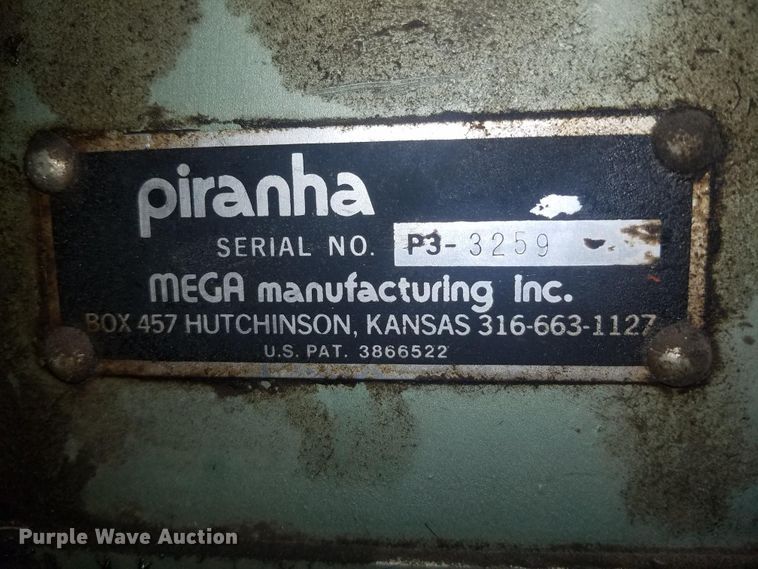 piranha
SERIAL NO. P3-3259
MEGA manufacturing inc.
BOX 457 HUTCHINSON, KANSAS 316-663-1127
U.S. PAT. 3866522
Purple Wave Auction